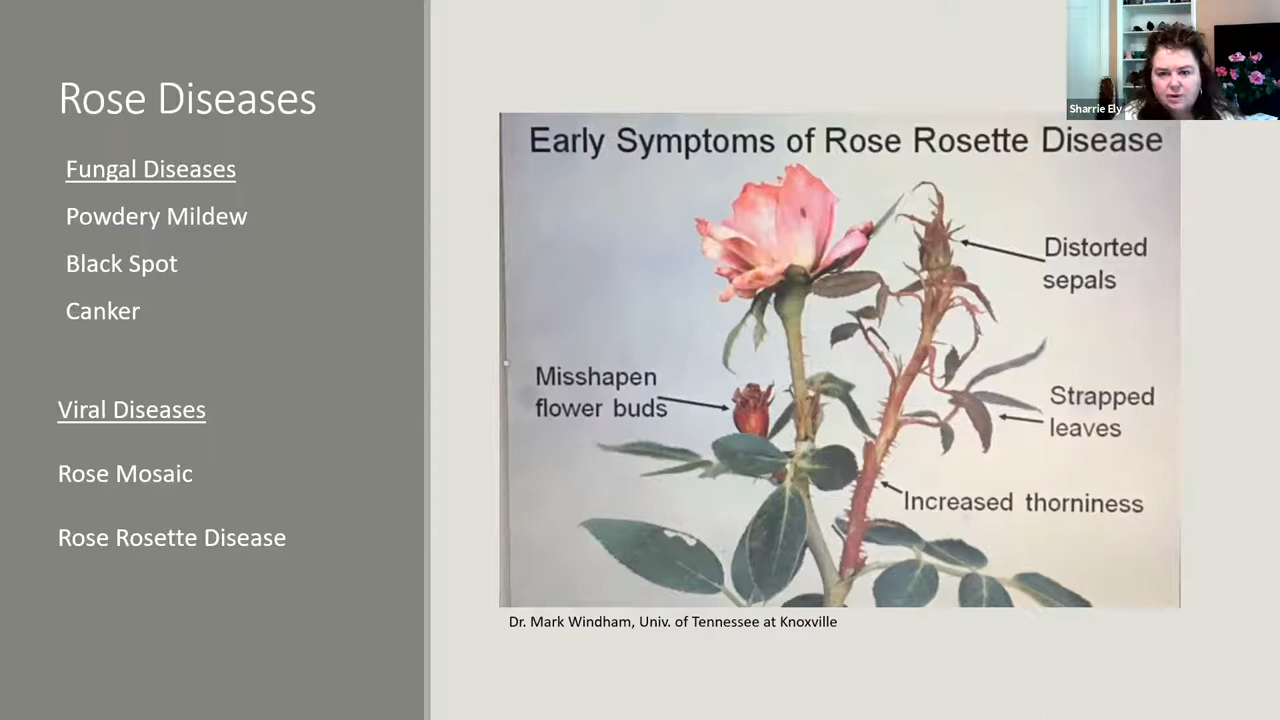 Rose Diseases
Fungal Diseases
Powdery Mildew
Black Spot
Canker
Viral Diseases
Rose Mosaic
Rose Rosette Disease
Early Symptoms of Rose Rosette Disease
Distorted
sepals
Misshapen
flower buds
Strapped
leaves
Increased thorniness
Dr. Mark Windham, Univ. of Tennessee at Knoxville
Sharrie Ely